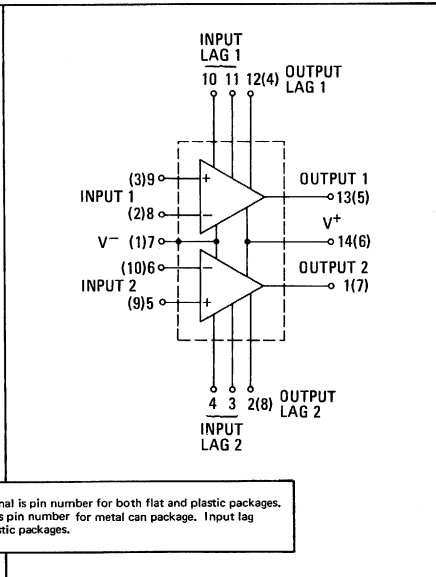 INPUT
LAG 1
10 11 12(4) OUTPUT
LAG 1
(3)9 + OUTPUT 1
13(5)
INPUT 1
(2)8 − V+
V− (1)7 14(6)
(10)6 − OUTPUT 2
INPUT 2 1(7)
(9)5 +
4 3 2(8) OUTPUT
LAG 2
INPUT
LAG 2
nal is pin number for both flat and plastic packages.
s pin number for metal can package. Input lag
stic packages.